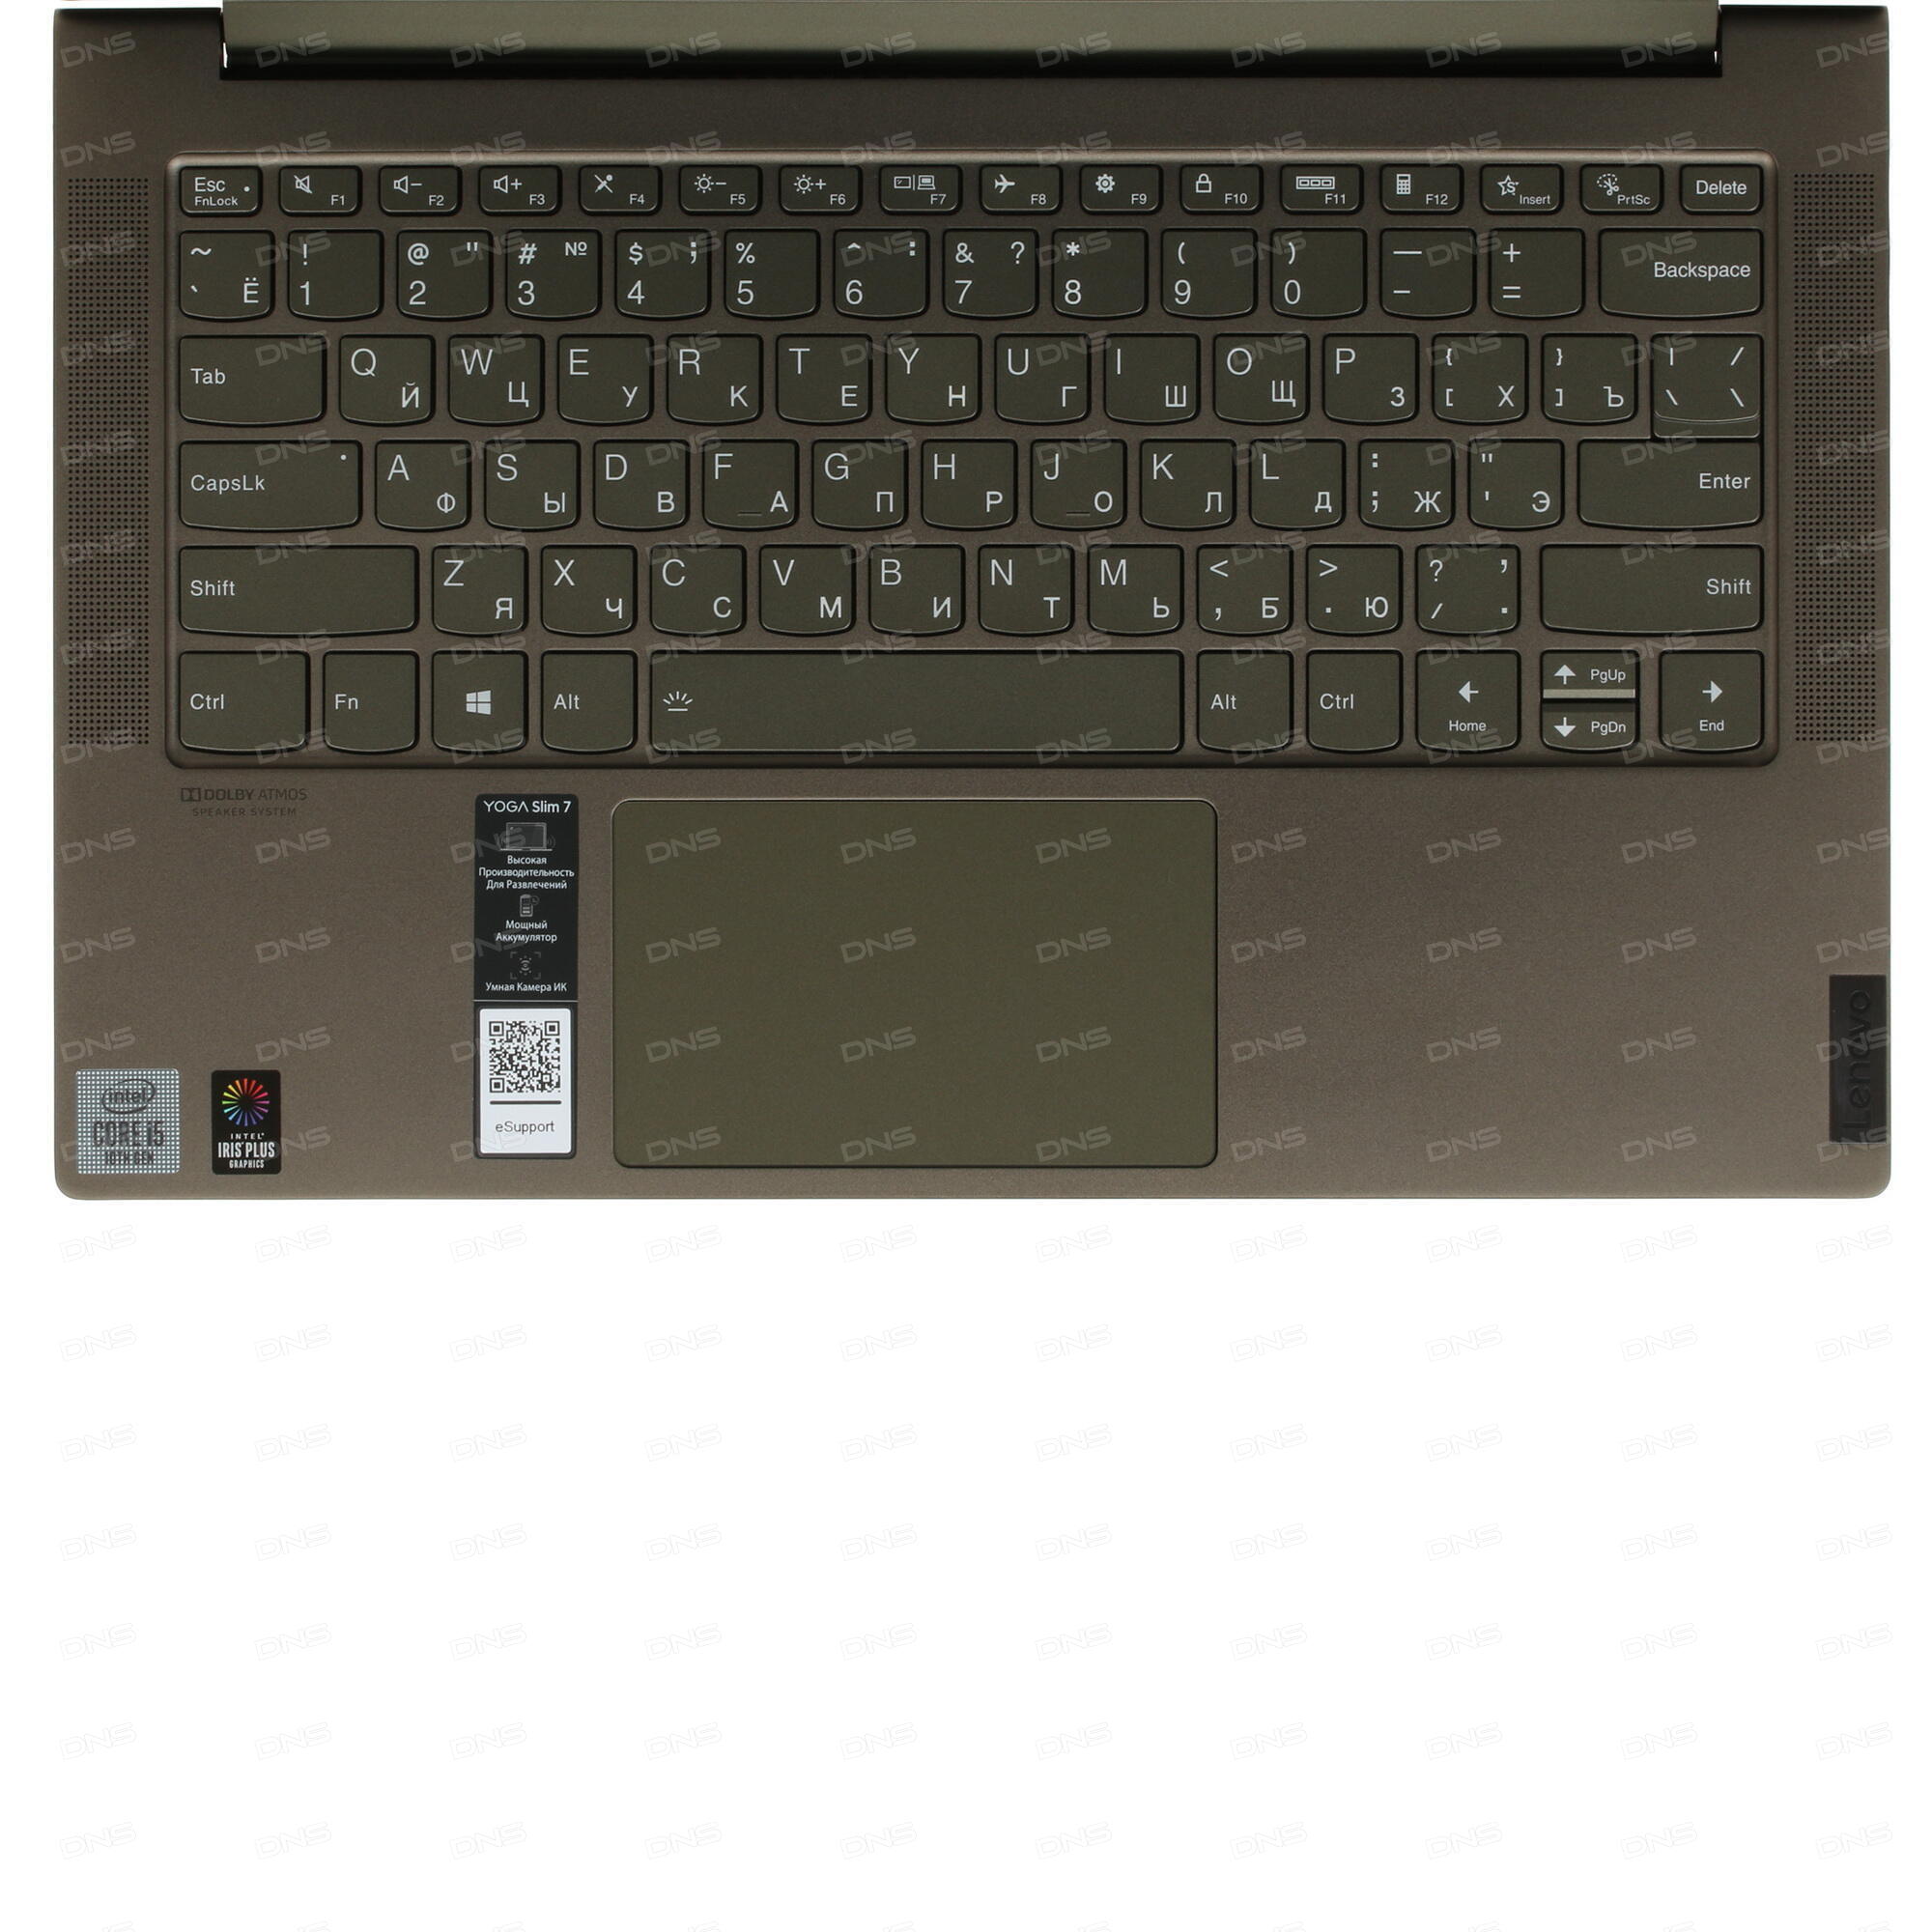 Esc FnLock F1 F2 F3 F4 F5 F6 F7 F8 F9 F10 F11 F12 Insert PrtSc Delete
~ ! @ " # № $ ; % ^ : & ? * ( ) — +
` Ё 1 2 3 4 5 6 7 8 9 0 - = Backspace
Tab Q Й W Ц E У R К T Е Y Н U Г I Ш O Щ P З { [ Х } ] Ъ | / \ \
CapsLk A Ф S Ы D В F А G П H Р J О K Л L Д : ; Ж " ' Э Enter
Shift Z Я X Ч C С V М B И N Т M Ь < , Б > . Ю ? / , . Shift
Ctrl Fn Alt Alt Ctrl Home PgUp PgDn End
DOLBY ATMOS
SPEAKER SYSTEM
YOGA Slim 7
Высокая
Производительность
Для Развлечений
Мощный
Аккумулятор
Умная Камера ИК
eSupport
intel
CORE i5
10TH GEN
INTEL
IRIS PLUS
GRAPHICS
Lenovo
DNS